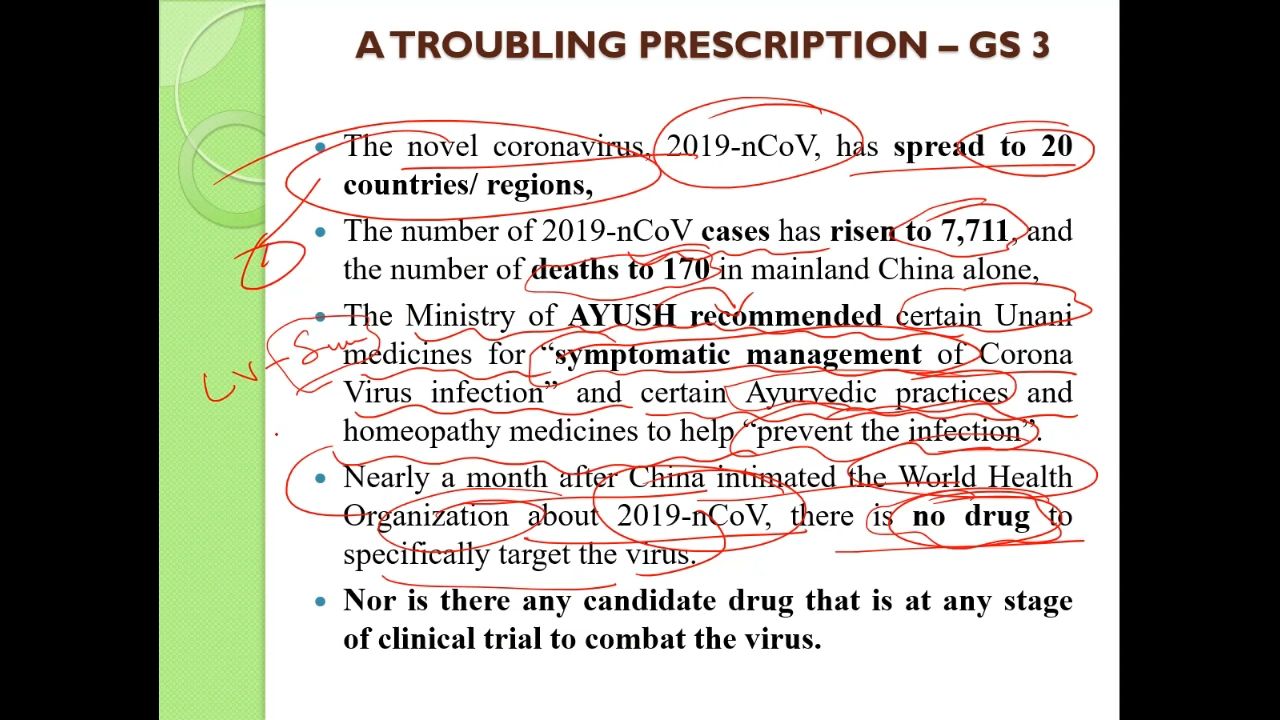 A TROUBLING PRESCRIPTION – GS 3
• The novel coronavirus, 2019-nCoV, has spread to 20
countries/ regions,
• The number of 2019-nCoV cases has risen to 7,711, and
the number of deaths to 170 in mainland China alone,
• The Ministry of AYUSH recommended certain Unani
medicines for “symptomatic management of Corona
Virus infection” and certain Ayurvedic practices and
homeopathy medicines to help “prevent the infection”.
• Nearly a month after China intimated the World Health
Organization about 2019-nCoV, there is no drug to
specifically target the virus.
• Nor is there any candidate drug that is at any stage
of clinical trial to combat the virus.